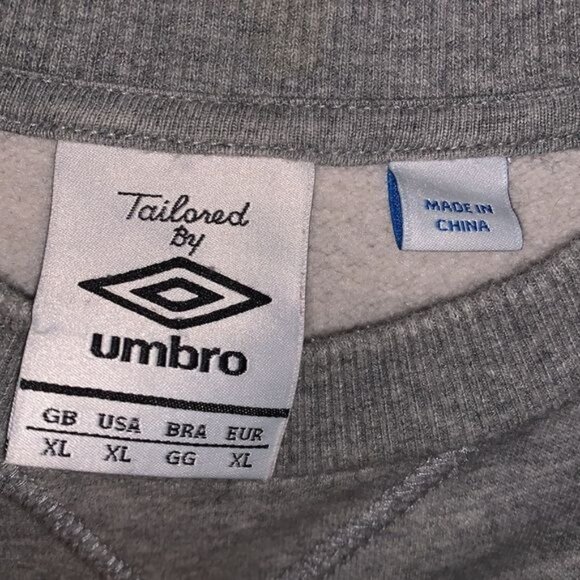 Tailored
By
umbro
GB USA BRA EUR
XL XL GG XL
MADE IN
CHINA